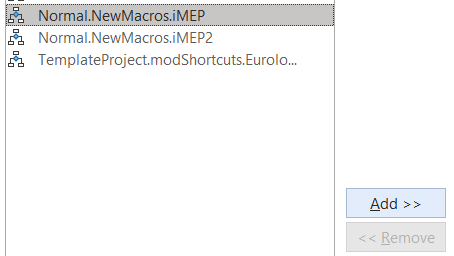 Normal.NewMacros.iMEP
Normal.NewMacros.iMEP2
TemplateProject.modShortcuts.Eurolo...
Add >>
<< Remove